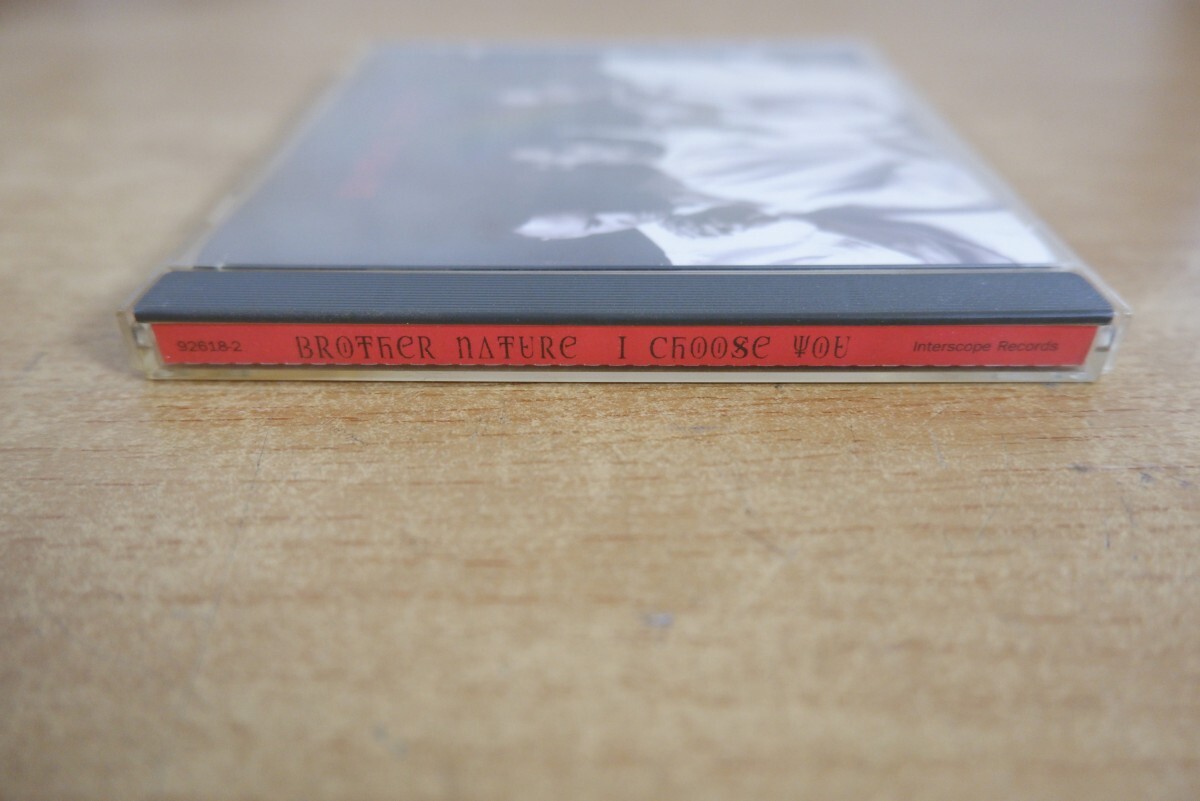 92618-2 BROTHER NATURE I CHOOSE YOU Interscope Records